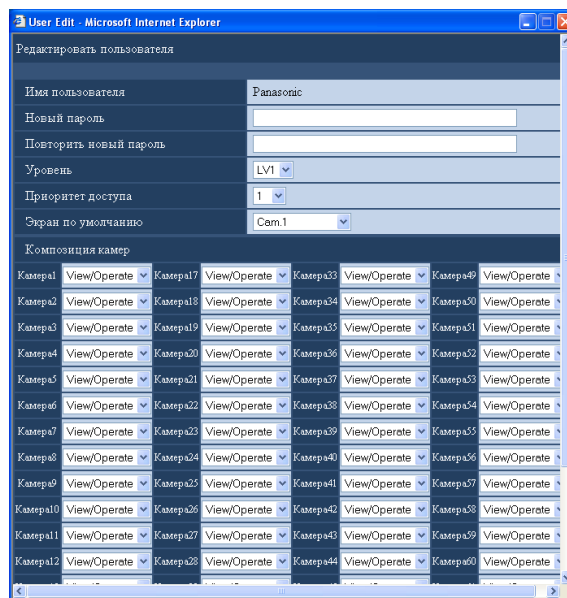 User Edit - Microsoft Internet Explorer
Редактировать пользователя
Имя пользователя Panasonic
Новый пароль
Повторить новый пароль
Уровень LV1
Приоритет доступа 1
Экран по умолчанию Cam.1
Композиция камер
Камера1 View/Operate Камера17 View/Operate Камера33 View/Operate Камера49 View/Operate
Камера2 View/Operate Камера18 View/Operate Камера34 View/Operate Камера50 View/Operate
Камера3 View/Operate Камера19 View/Operate Камера35 View/Operate Камера51 View/Operate
Камера4 View/Operate Камера20 View/Operate Камера36 View/Operate Камера52 View/Operate
Камера5 View/Operate Камера21 View/Operate Камера37 View/Operate Камера53 View/Operate
Камера6 View/Operate Камера22 View/Operate Камера38 View/Operate Камера54 View/Operate
Камера7 View/Operate Камера23 View/Operate Камера39 View/Operate Камера55 View/Operate
Камера8 View/Operate Камера24 View/Operate Камера40 View/Operate Камера56 View/Operate
Камера9 View/Operate Камера25 View/Operate Камера41 View/Operate Камера57 View/Operate
Камера10 View/Operate Камера26 View/Operate Камера42 View/Operate Камера58 View/Operate
Камера11 View/Operate Камера27 View/Operate Камера43 View/Operate Камера59 View/Operate
Камера12 View/Operate Камера28 View/Operate Камера44 View/Operate Камера60 View/Operate